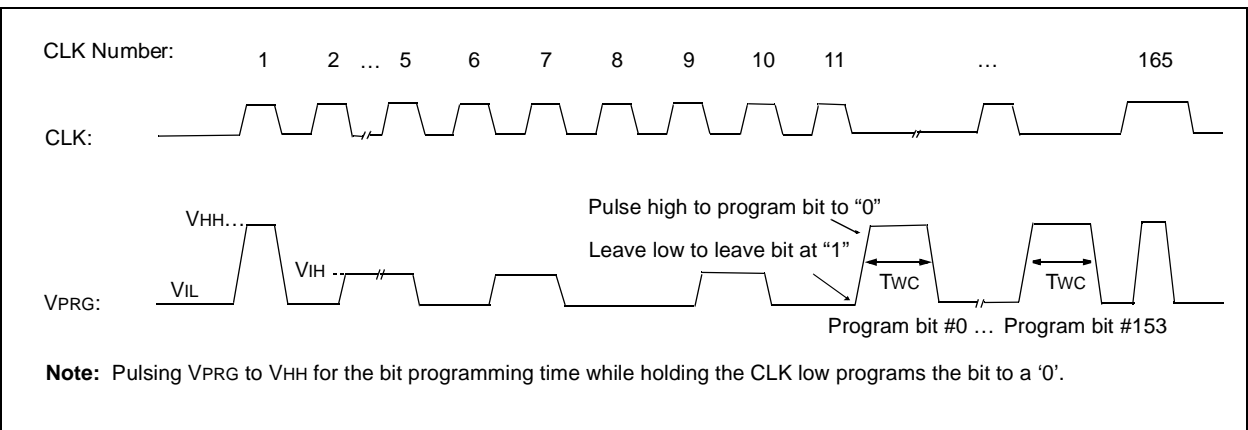 CLK Number: 1 2 … 5 6 7 8 9 10 11 … 165
CLK:
Pulse high to program bit to “0”
VHH…
Leave low to leave bit at “1”
VIH
VIL
TWC TWC
VPRG:
Program bit #0 … Program bit #153
Note: Pulsing VPRG to VHH for the bit programming time while holding the CLK low programs the bit to a ‘0’.